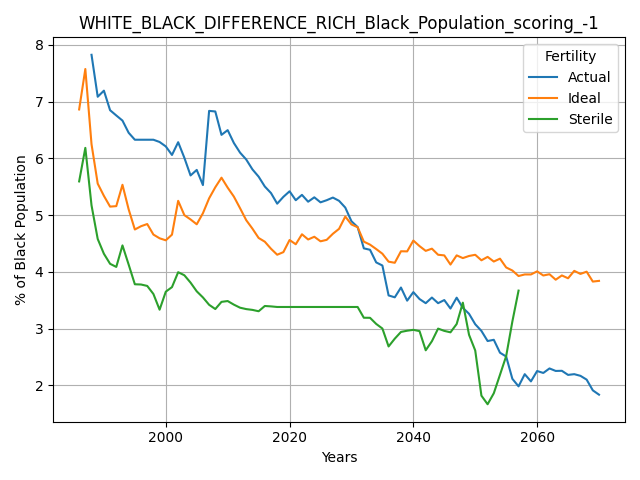 WHITE_BLACK_DIFFERENCE_RICH_Black_Population_scoring_-1
Fertility
Actual
Ideal
Sterile
% of Black Population
8
7
6
5
4
3
2
2000
2020
2040
2060
Years